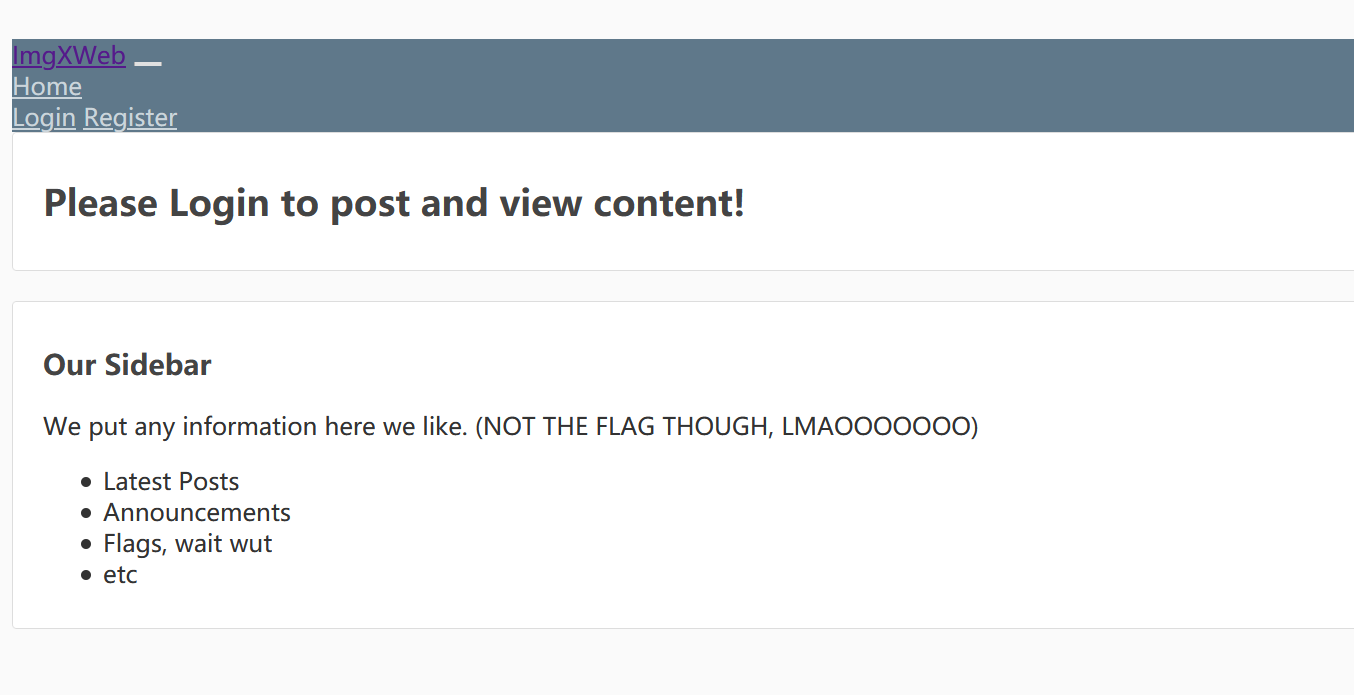 ImgXWeb
Home
Login Register
Please Login to post and view content!
Our Sidebar
We put any information here we like. (NOT THE FLAG THOUGH, LMAOOOOOOO)
Latest Posts
Announcements
Flags, wait wut
etc